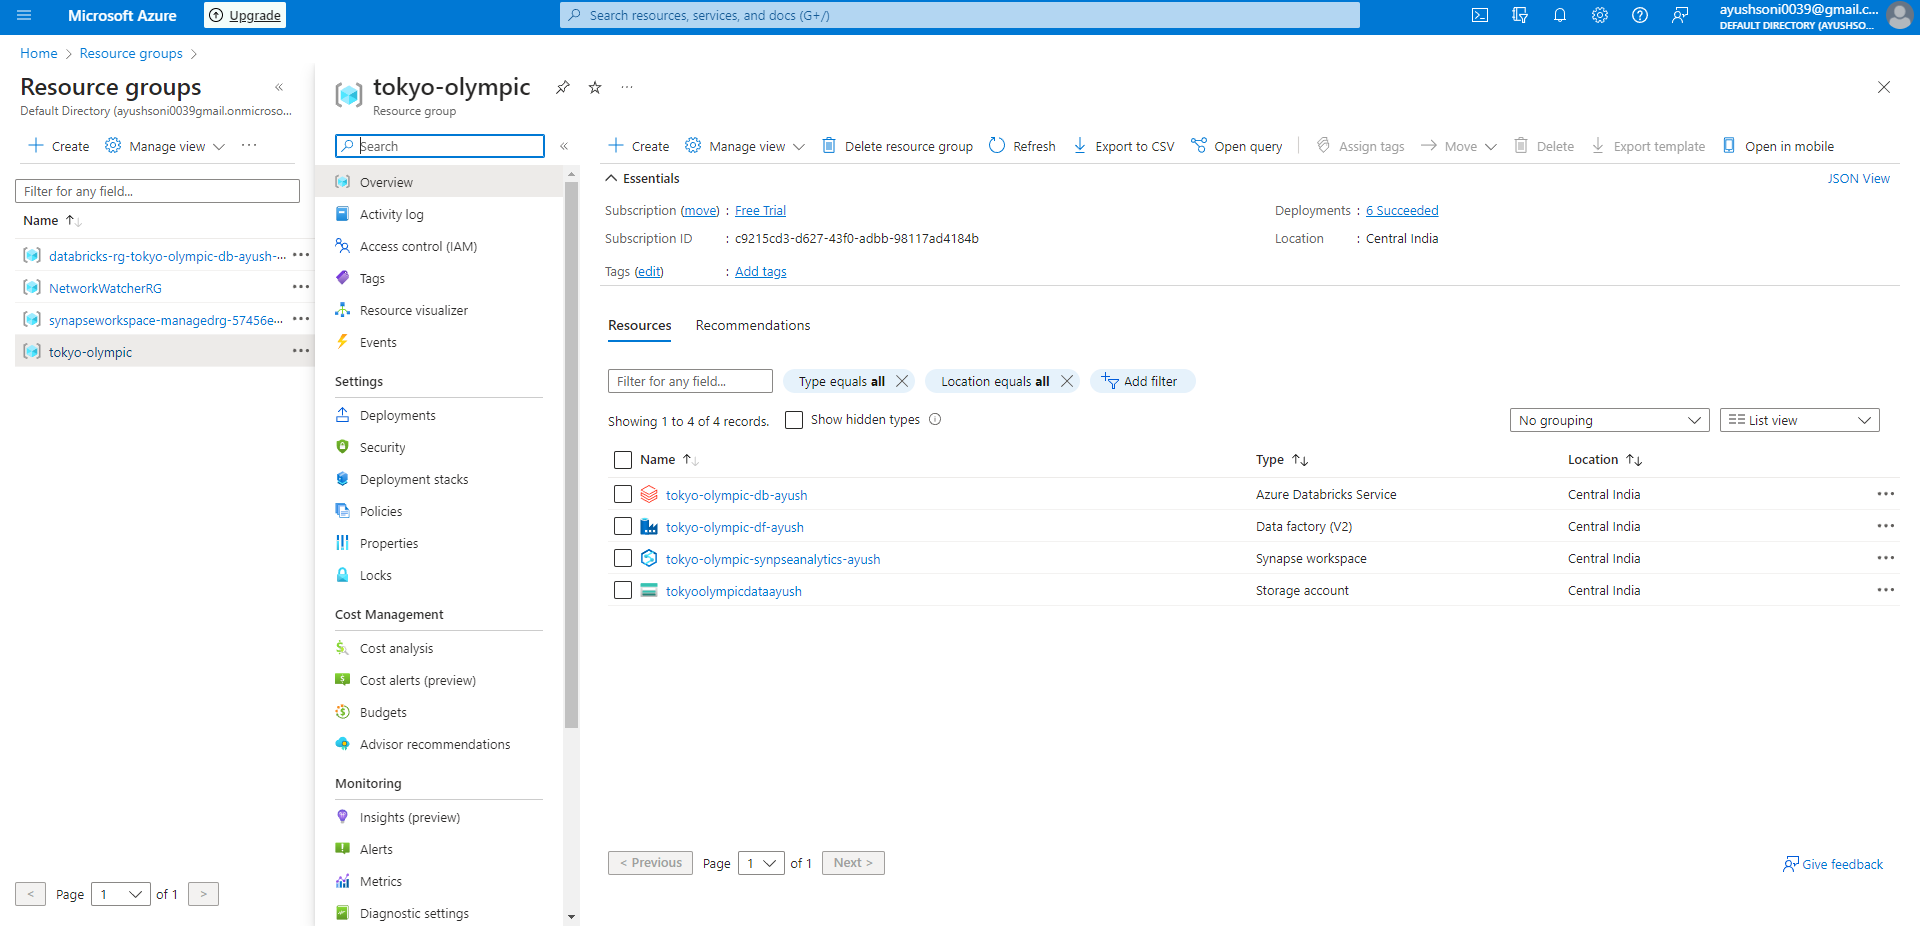 Microsoft Azure
Upgrade
Search resources, services, and docs (G+/)
ayushsoni0039@gmail.c...
DEFAULT DIRECTORY (AYUSHSO...
Home > Resource groups >
Resource groups
Default Directory (ayushsoni0039gmail.onmicroso...
Create Manage view ...
Filter for any field...
Name
databricks-rg-tokyo-olympic-db-ayush-...
NetworkWatcherRG
synapseworkspace-managedrg-57456e...
tokyo-olympic
< Page 1 of 1 >
tokyo-olympic
Resource group
Search
Overview
Activity log
Access control (IAM)
Tags
Resource visualizer
Events
Settings
Deployments
Security
Deployment stacks
Policies
Properties
Locks
Cost Management
Cost analysis
Cost alerts (preview)
Budgets
Advisor recommendations
Monitoring
Insights (preview)
Alerts
Metrics
Diagnostic settings
Create Manage view Delete resource group Refresh Export to CSV Open query Assign tags Move Delete Export template Open in mobile
Essentials
JSON View
Subscription (move) : Free Trial
Subscription ID : c9215cd3-d627-43f0-adbb-98117ad4184b
Tags (edit) : Add tags
Deployments : 6 Succeeded
Location : Central India
Resources Recommendations
Filter for any field... Type equals all Location equals all Add filter
Showing 1 to 4 of 4 records. Show hidden types
No grouping List view
Name Type Location
tokyo-olympic-db-ayush Azure Databricks Service Central India
tokyo-olympic-df-ayush Data factory (V2) Central India
tokyo-olympic-synpseanalytics-ayush Synapse workspace Central India
tokyoolympicdataayush Storage account Central India
< Previous Page 1 of 1 Next >
Give feedback